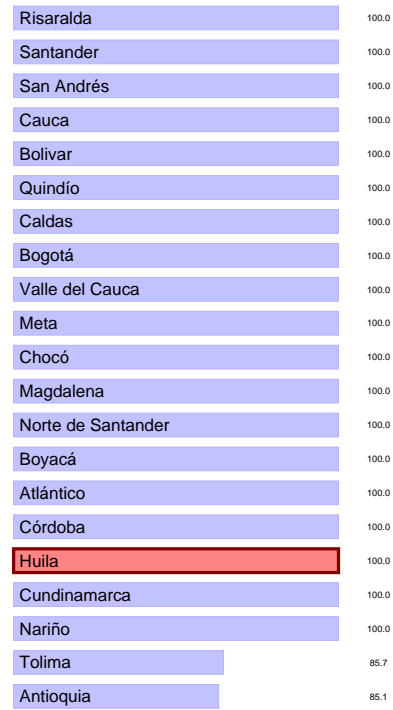 Risaralda 100.0
Santander 100.0
San Andrés 100.0
Cauca 100.0
Bolivar 100.0
Quindío 100.0
Caldas 100.0
Bogotá 100.0
Valle del Cauca 100.0
Meta 100.0
Chocó 100.0
Magdalena 100.0
Norte de Santander 100.0
Boyacá 100.0
Atlántico 100.0
Córdoba 100.0
Huila 100.0
Cundinamarca 100.0
Nariño 100.0
Tolima 85.7
Antioquia 85.1